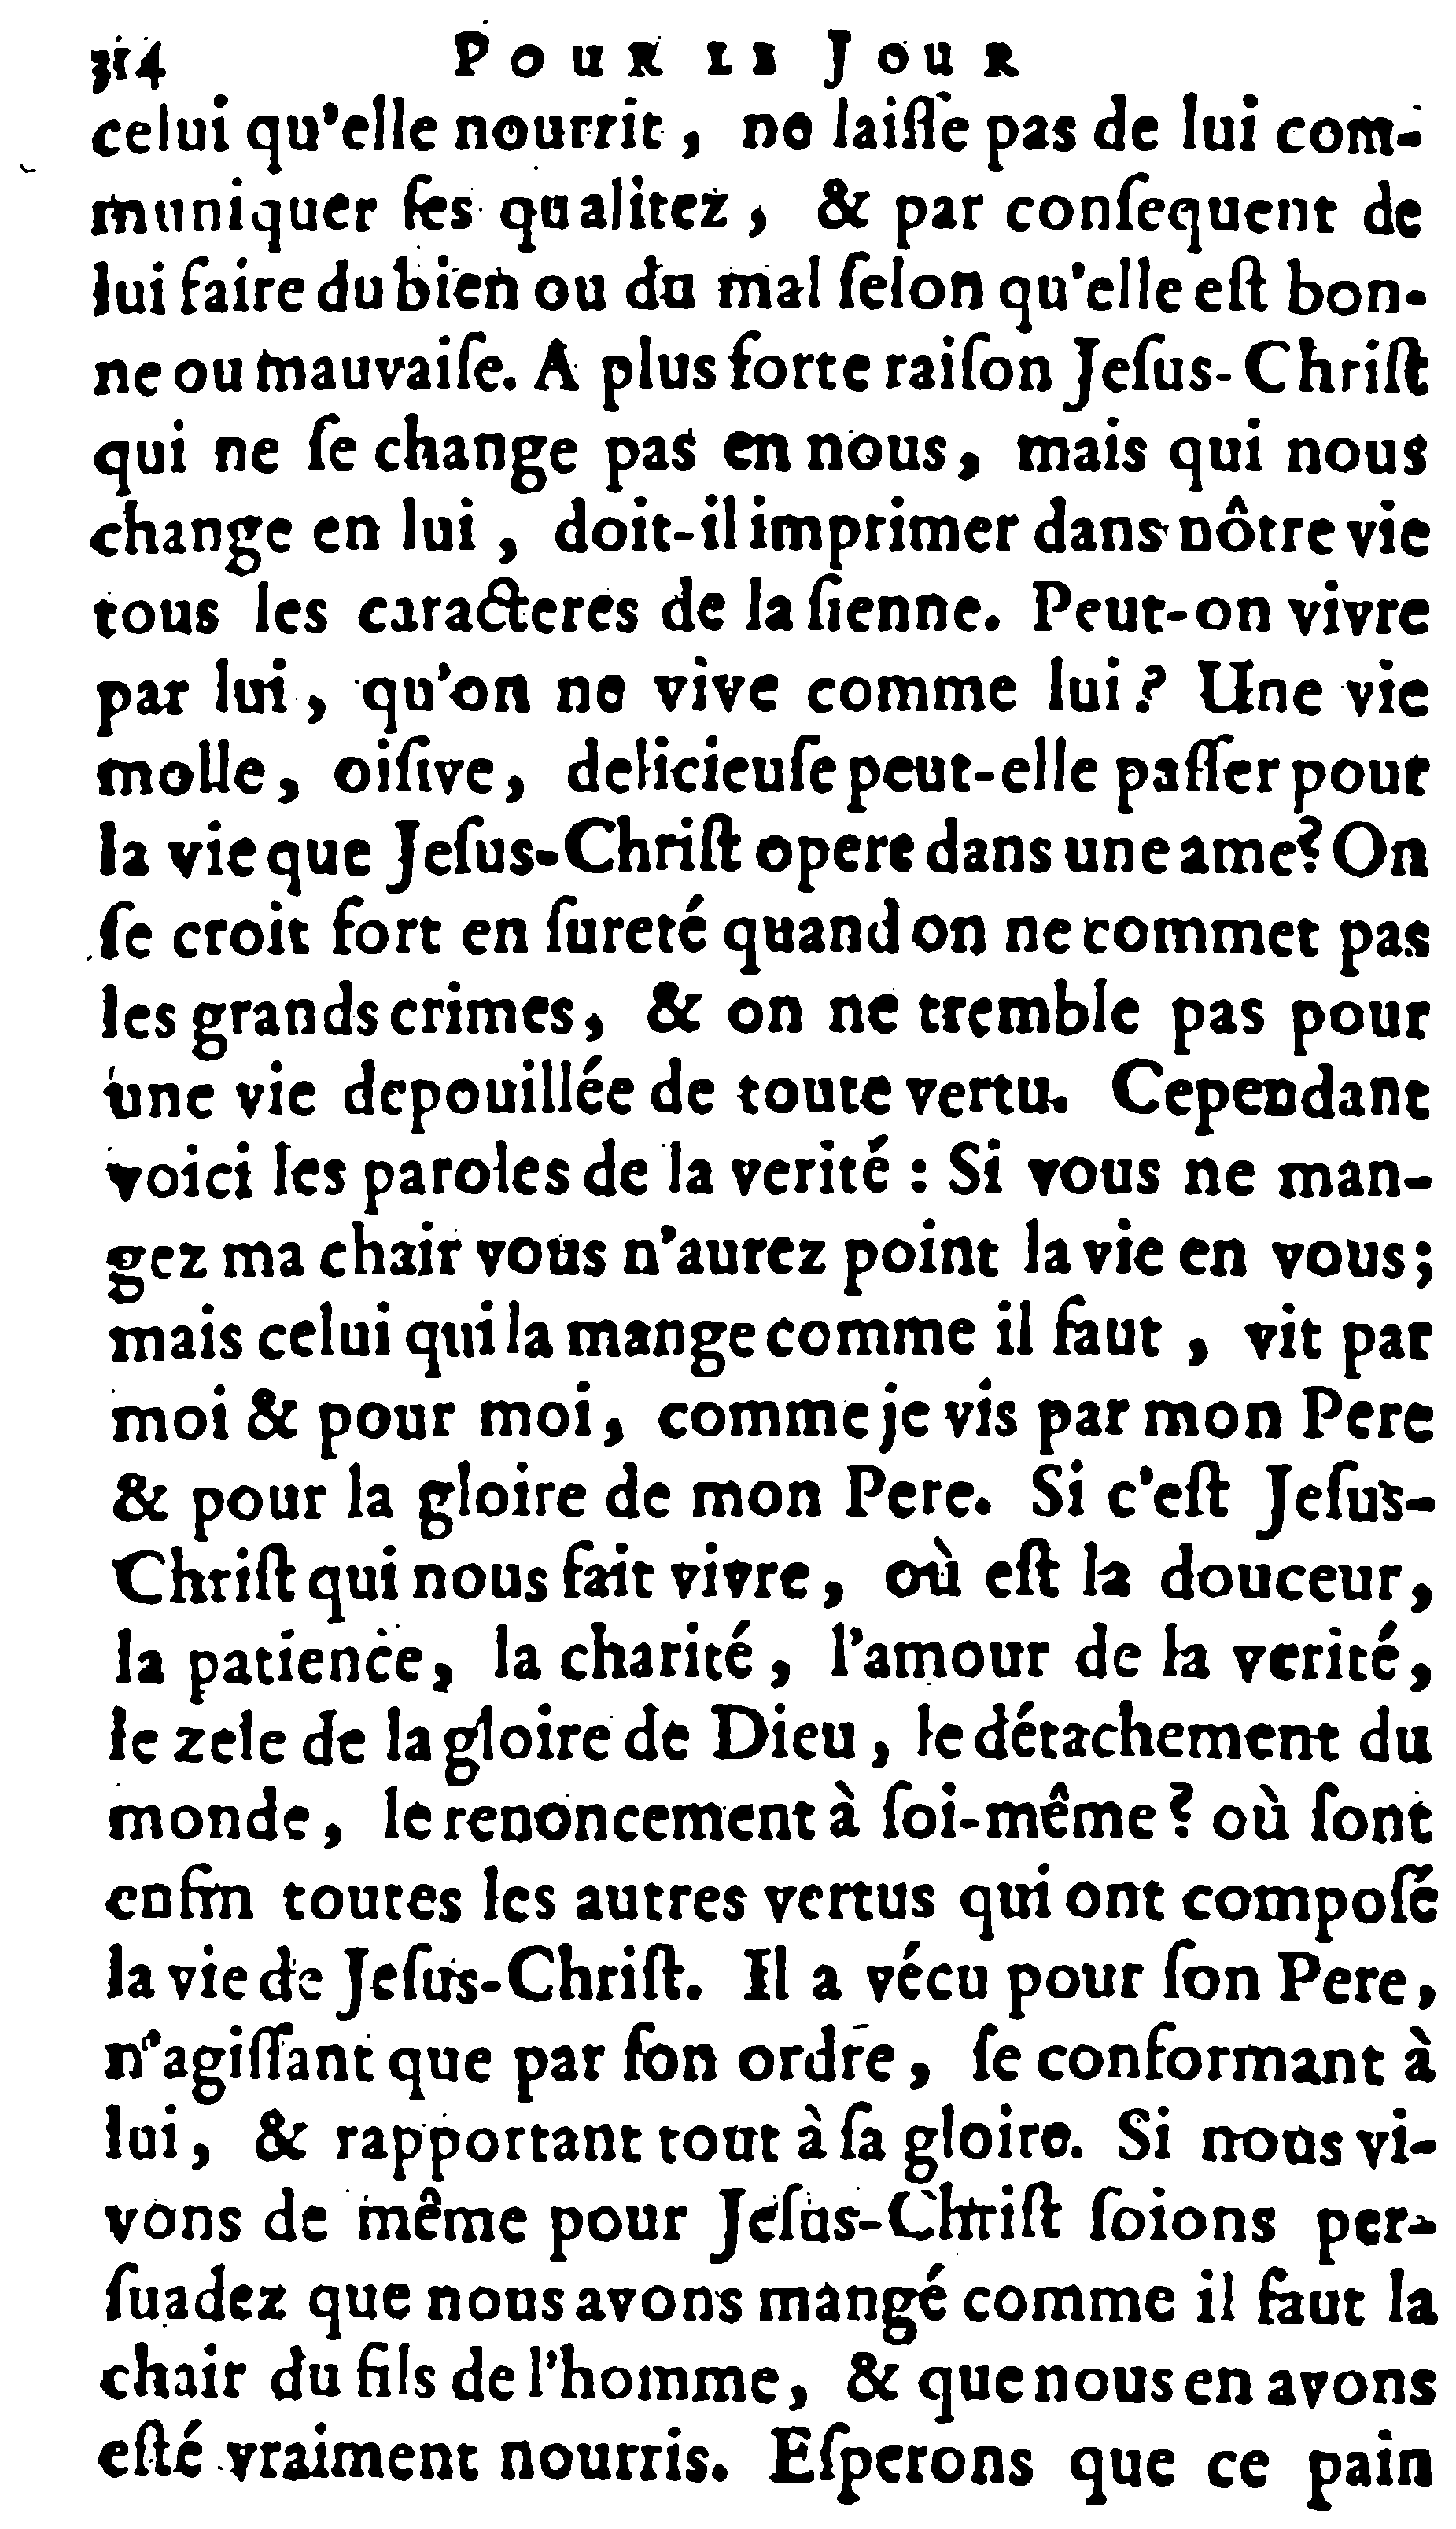 314 POUR LE JOUR
celui qu'elle nourrit, ne laiſſe pas de lui com-
muniquer ſes qualitez, & par conſequent de
lui faire du bien ou du mal ſelon qu'elle eſt bon-
ne ou mauvaiſe. A plus forte raiſon Jeſus-Chriſt
qui ne ſe change pas en nous, mais qui nous
change en lui, doit-il imprimer dans nôtre vie
tous les caracteres de la ſienne. Peut-on vivre
par lui, qu'on ne vive comme lui? Une vie
molle, oiſive, delicieuſe peut-elle paſſer pour
la vie que Jeſus-Chriſt opere dans une ame? On
ſe croit fort en ſureté quand on ne commet pas
les grands crimes, & on ne tremble pas pour
une vie depouillée de toute vertu. Cependant
voici les paroles de la verité : Si vous ne man-
gez ma chair vous n'aurez point la vie en vous;
mais celui qui la mange comme il faut, vit par
moi & pour moi, comme je vis par mon Pere
& pour la gloire de mon Pere. Si c'eſt Jeſus-
Chriſt qui nous fait vivre, où eſt la douceur,
la patience, la charité, l'amour de la verité,
le zele de la gloire de Dieu, le détachement du
monde, le renoncement à ſoi-même? où ſont
enfin toutes les autres vertus qui ont compoſé
la vie de Jeſus-Chriſt. Il a vécu pour ſon Pere,
n'agiſſant que par ſon ordre, ſe conformant à
lui, & rapportant tout à ſa gloire. Si nous vi-
vons de même pour Jeſus-Chriſt ſoions per-
ſuadez que nous avons mangé comme il faut la
chair du fils de l'homme, & que nous en avons
eſté vraiment nourris. Eſperons que ce pain